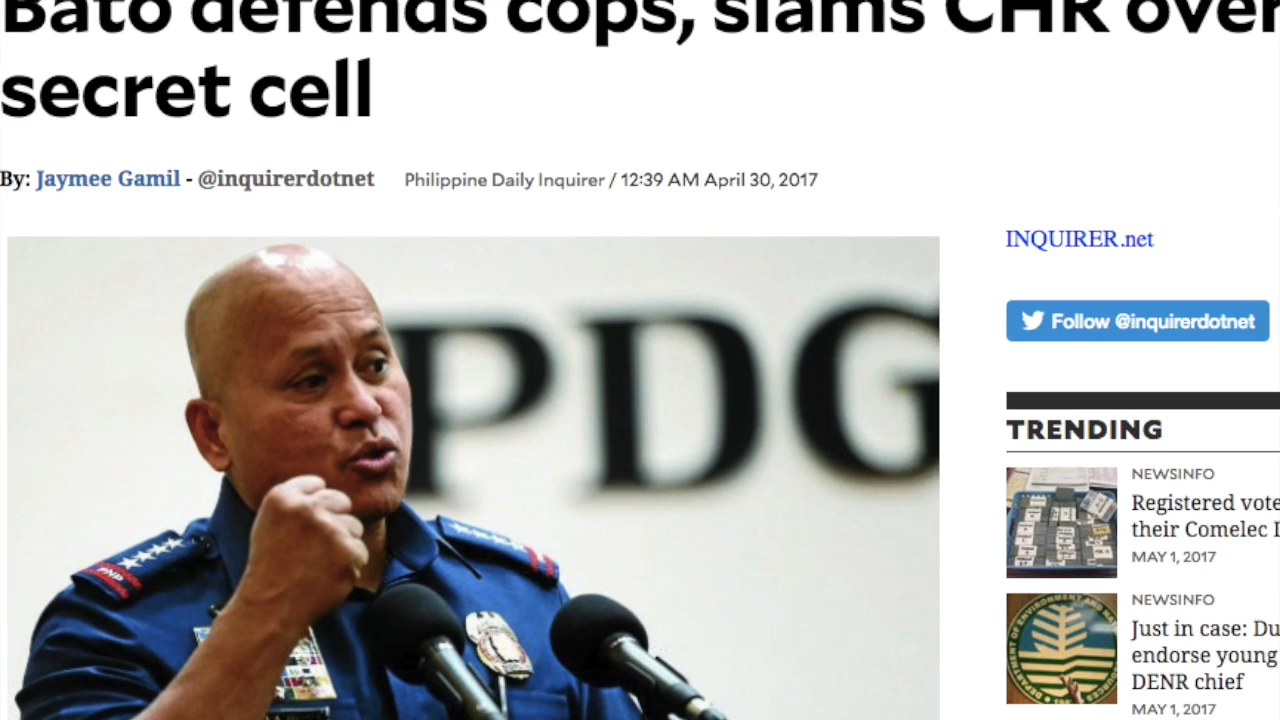 Bato defends cops, slams CHR over
secret cell
By: Jaymee Gamil - @inquirerdotnet Philippine Daily Inquirer / 12:39 AM April 30, 2017
INQUIRER.net
Follow @inquirerdotnet
PDG
PNP
TRENDING
NEWSINFO
Registered vote
their Comelec I
MAY 1, 2017
NEWSINFO
Just in case: Du
endorse young
DENR chief
MAY 1, 2017